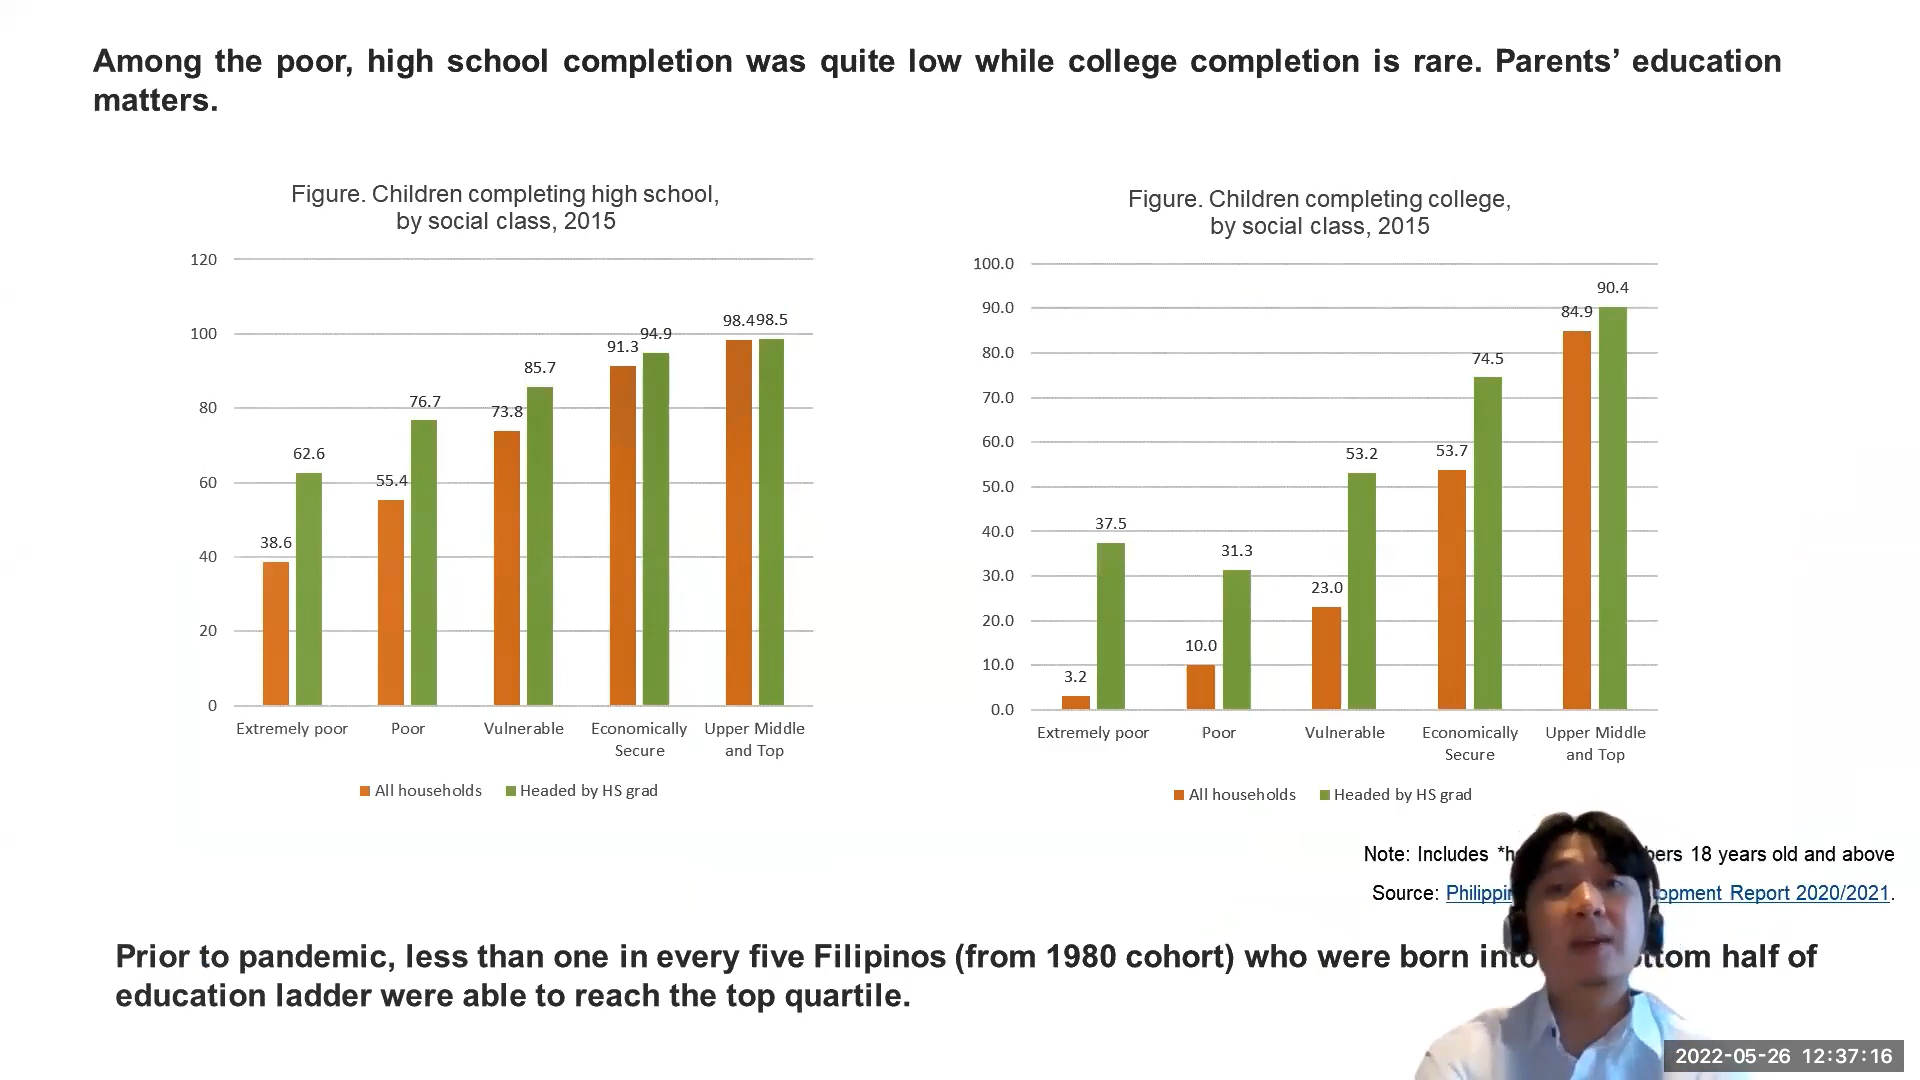 Among the poor, high school completion was quite low while college completion is rare. Parents’ education
matters.
Figure. Children completing high school,
by social class, 2015
120
100
80
60
40
20
0
38.6
62.6
55.4
76.7
73.8
85.7
91.3
94.9
98.4
98.5
Extremely poor
Poor
Vulnerable
Economically
Secure
Upper Middle
and Top
All households
Headed by HS grad
Figure. Children completing college,
by social class, 2015
100.0
90.0
80.0
70.0
60.0
50.0
40.0
30.0
20.0
10.0
0.0
3.2
37.5
10.0
31.3
23.0
53.2
53.7
74.5
84.9
90.4
Extremely poor
Poor
Vulnerable
Economically
Secure
Upper Middle
and Top
All households
Headed by HS grad
Note: Includes 18 years old and above
Source: Report 2020/2021.
Prior to pandemic, less than one in every five Filipinos (from 1980 cohort) who were born into half of
education ladder were able to reach the top quartile.
2022-05-26 12:37:16